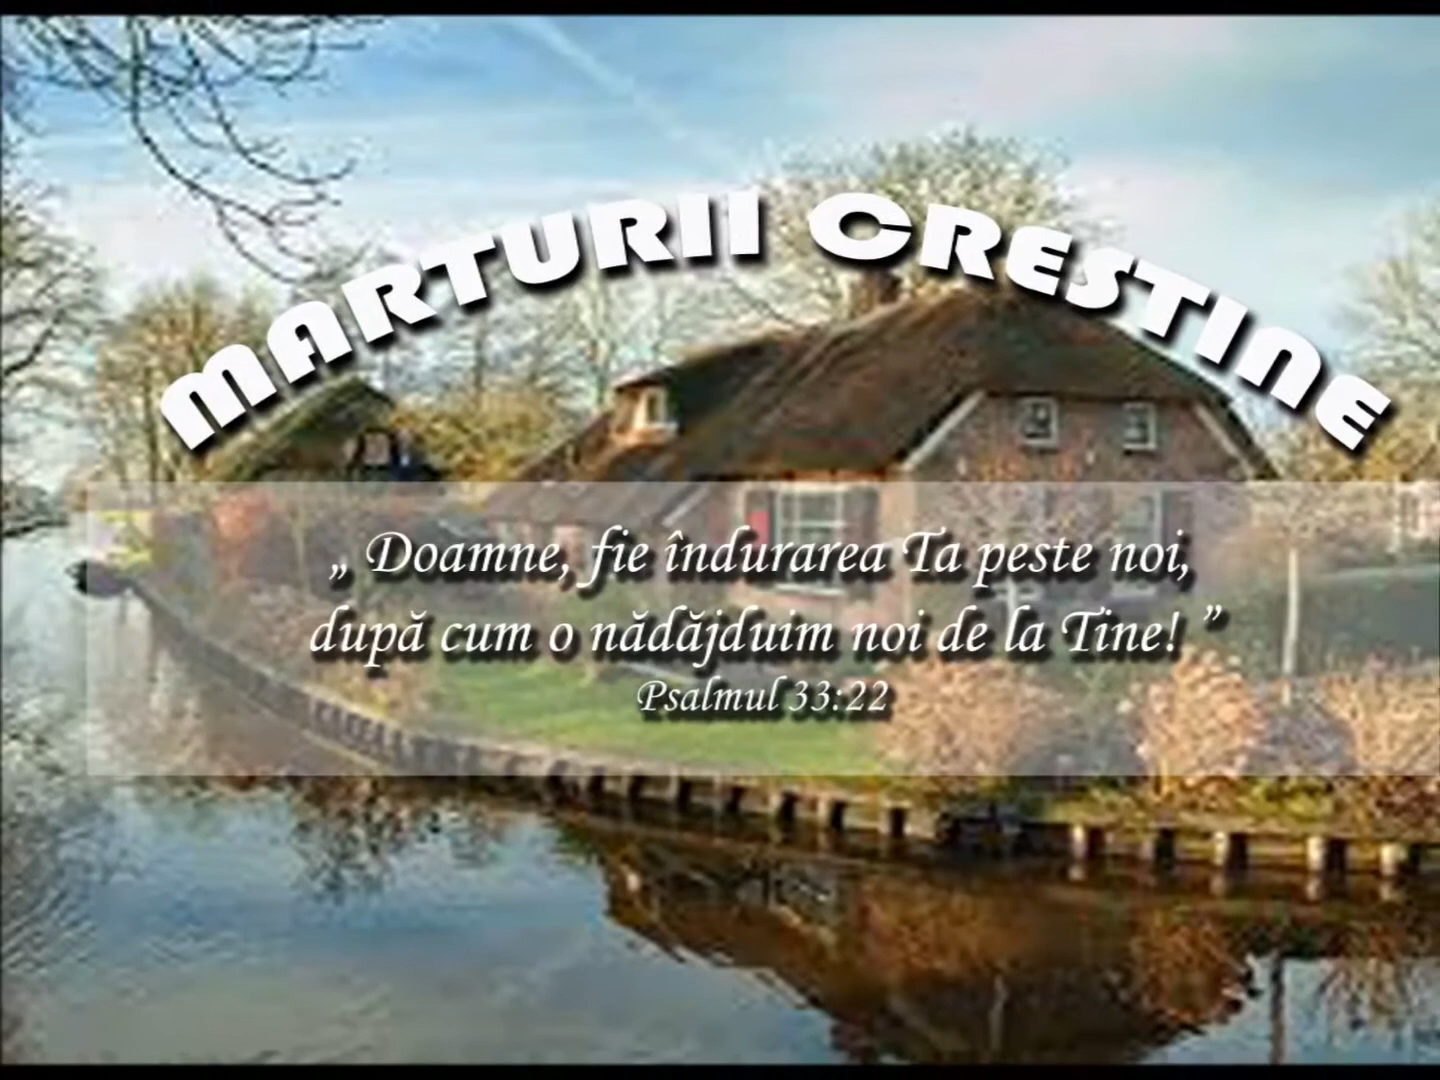 MARTURII CRESTINE
„ Doamne, fie îndurarea Ta peste noi,
după cum o nădăjduim noi de la Tine! ”
Psalmul 33:22